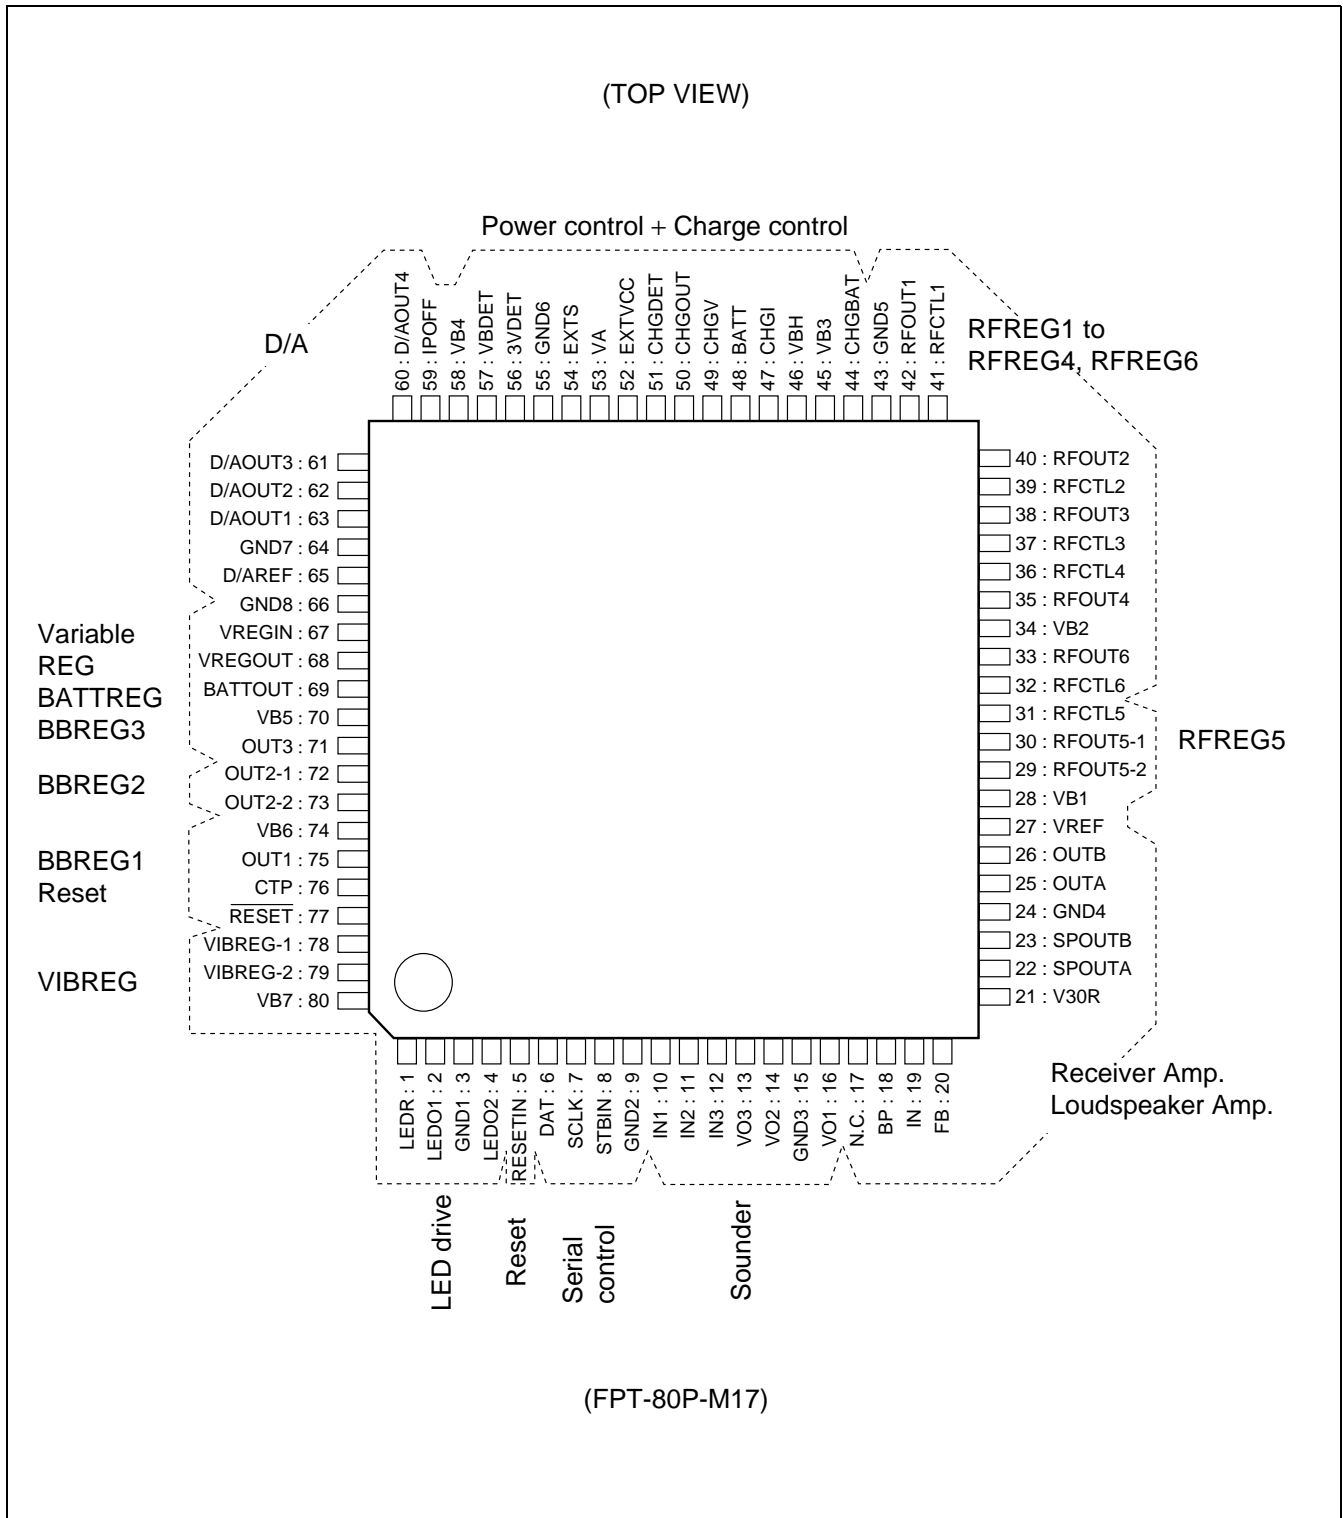 (TOP VIEW)
Power control + Charge control
D/A
RFREG1 to
RFREG4, RFREG6
60 : D/AOUT4
59 : IPOFF
58 : VB4
57 : VBDET
56 : 3VDET
55 : GND6
54 : EXTS
53 : VA
52 : EXTVCC
51 : CHGDET
50 : CHGOUT
49 : CHGV
48 : BATT
47 : CHGI
46 : VBH
45 : VB3
44 : CHGBAT
43 : GND5
42 : RFOUT1
41 : RFCTL1
D/AOUT3 : 61
D/AOUT2 : 62
D/AOUT1 : 63
GND7 : 64
D/AREF : 65
GND8 : 66
VREGIN : 67
VREGOUT : 68
BATTOUT : 69
VB5 : 70
OUT3 : 71
OUT2-1 : 72
OUT2-2 : 73
VB6 : 74
OUT1 : 75
CTP : 76
RESET : 77
VIBREG-1 : 78
VIBREG-2 : 79
VB7 : 80
Variable
REG
BATTREG
BBREG3
BBREG2
BBREG1
Reset
VIBREG
40 : RFOUT2
39 : RFCTL2
38 : RFOUT3
37 : RFCTL3
36 : RFCTL4
35 : RFOUT4
34 : VB2
33 : RFOUT6
32 : RFCTL6
31 : RFCTL5
30 : RFOUT5-1
29 : RFOUT5-2
28 : VB1
27 : VREF
26 : OUTB
25 : OUTA
24 : GND4
23 : SPOUTB
22 : SPOUTA
21 : V30R
RFREG5
LEDR : 1
LEDO1 : 2
GND1 : 3
LEDO2 : 4
RESETIN : 5
DAT : 6
SCLK : 7
STBIN : 8
GND2 : 9
IN1 : 10
IN2 : 11
IN3 : 12
VO3 : 13
VO2 : 14
GND3 : 15
VO1 : 16
N.C. : 17
BP : 18
IN : 19
FB : 20
Receiver Amp.
Loudspeaker Amp.
LED drive
Reset
Serial
control
Sounder
(FPT-80P-M17)